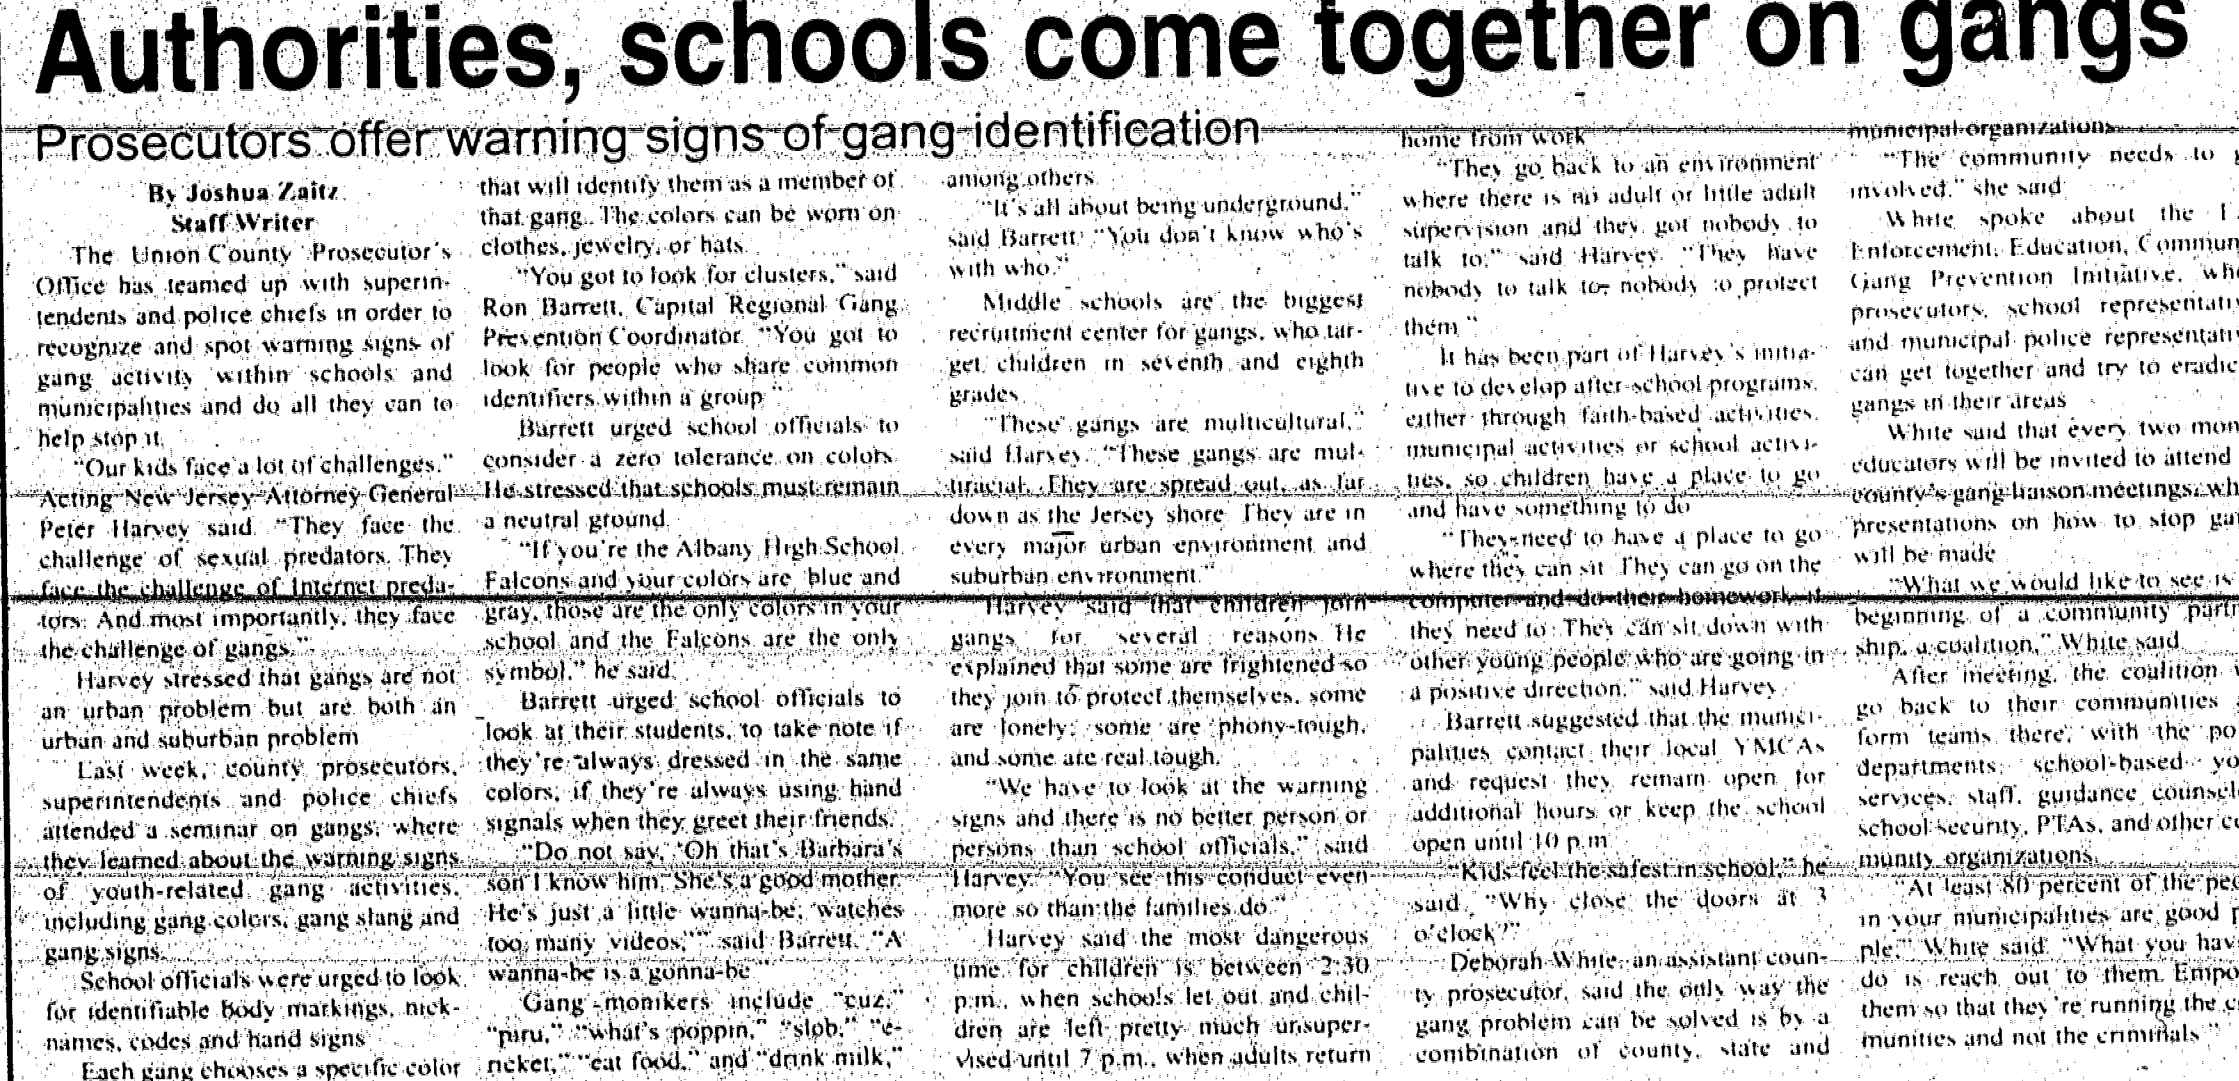 Authorities, schools come together on gangs
Prosecutors offer warning signs of gang identification
By Joshua Zaitz
Staff Writer
The Union County Prosecutor's
Office has teamed up with superin-
tendents and police chiefs in order to
recognize and spot warning signs of
gang activity within schools and
municipalities and do all they can to
help stop it.
"Our kids face a lot of challenges,"
Acting New Jersey Attorney General
Peter Harvey said. "They face the
challenge of sexual predators. They
face the challenge of Internet preda-
tors. And most importantly, they face
the challenge of gangs."
Harvey stressed that gangs are not
an urban problem but are both an
urban and suburban problem
Last week, county prosecutors,
superintendents and police chiefs
attended a seminar on gangs, where
they learned about the warning signs
of youth-related gang activities,
including gang colors, gang slang and
gang signs.
School officials were urged to look
for identifiable body markings, nick-
names, codes and hand signs
Each gang chooses a specific color
that will identify them as a member of
that gang. The colors can be worn on
clothes, jewelry, or hats.
"You got to look for clusters," said
Ron Barrett, Capital Regional Gang
Prevention Coordinator. "You got to
look for people who share common
identifiers within a group"
Barrett urged school officials to
consider a zero tolerance on colors.
He stressed that schools must remain
a neutral ground.
"If you're the Albany High School
Falcons and your colors are blue and
gray, those are the only colors in your
school and the Falcons are the only
symbol," he said.
Barrett urged school officials to
look at their students, to take note if
they're always dressed in the same
colors, if they're always using hand
signals when they greet their friends.
"Do not say, 'Oh that's Barbara's
son I know him. She's a good mother.
He's just a little wanna-be, watches
too many videos,'" said Barrett. "A
wanna-be is a gonna-be"
Gang monikers include "cuz,"
"piru," "what's poppin," "slob," "e-
ricket," "eat food," and "drink milk,"
among others.
"It's all about being underground,"
said Barrett. "You don't know who's
with who."
Middle schools are the biggest
recruitment center for gangs, who tar-
get children in seventh and eighth
grades
"These gangs are multicultural,"
said Harvey. "These gangs are mul-
tiracial. They are spread out, as far
down as the Jersey shore They are in
every major urban environment and
suburban environment."
Harvey said that children join
gangs for several reasons He
explained that some are frightened so
they join to protect themselves, some
are lonely; some are phony-tough,
and some are real tough.
"We have to look at the warning
signs and there is no better person or
persons than school officials," said
Harvey. "You see this conduct even
more so than the families do."
Harvey said the most dangerous
time for children is between 2:30
p.m., when schools let out and chil-
dren are left pretty much unsuper-
vised until 7 p.m., when adults return
home from work
"They go back to an environment
where there is no adult or little adult
supervision and they got nobody to
talk to," said Harvey. "They have
nobody to talk to, nobody to protect
them"
It has been part of Harvey's initia-
tive to develop after-school programs,
either through faith-based activities,
municipal activities or school activi-
ties, so children have a place to go
and have something to do
"They need to have a place to go
where they can sit They can go on the
computer and do their homework if
they need to. They can sit down with
other young people who are going in
a positive direction," said Harvey
Barrett suggested that the munici-
palities contact their local YMCAs
and request they remain open for
additional hours or keep the school
open until 10 p.m
"Kids feel the safest in school," he
said. "Why close the doors at 3
o'clock?"
Deborah White, an assistant coun-
ty prosecutor, said the only way the
gang problem can be solved is by a
combination of county, state and
municipal organizations.
"The community needs to g
involved," she said
White spoke about the L
Enforcement, Education, Commun
Gang Prevention Initiative, whe
prosecutors, school representativ
and municipal police representativ
can get together and try to eradic
gangs in their areas
White said that every two mon
educators will be invited to attend
county's gang liaison meetings, wh
presentations on how to stop gan
will be made
"What we would like to see is
beginning of a community partn
ship, a coalition," White said
After meeting, the coalition w
go back to their communities
form teams there, with the po
departments, school-based yo
services, staff, guidance counsel
school security, PTAs, and other co
munity organizations
"At least 80 percent of the peo
in your municipalities are good p
ple," White said. "What you hav
do is reach out to them. Empo
them so that they're running the c
munities and not the criminals"